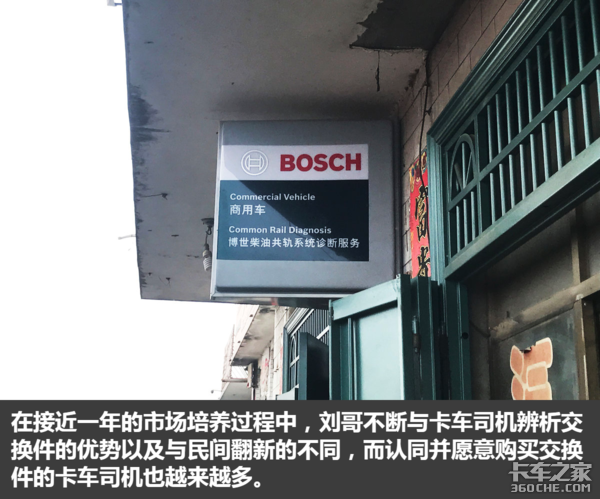 BOSCH
Commercial Vehicle
商用车
Common Rail Diagnosis
博世柴油共轨系统诊断服务
富
来
在接近一年的市场培养过程中，刘哥不断与卡车司机辨析交
换件的优势以及与民间翻新的不同，而认同并愿意购买交换
件的卡车司机也越来越多。
卡车之家
360CHE.COM